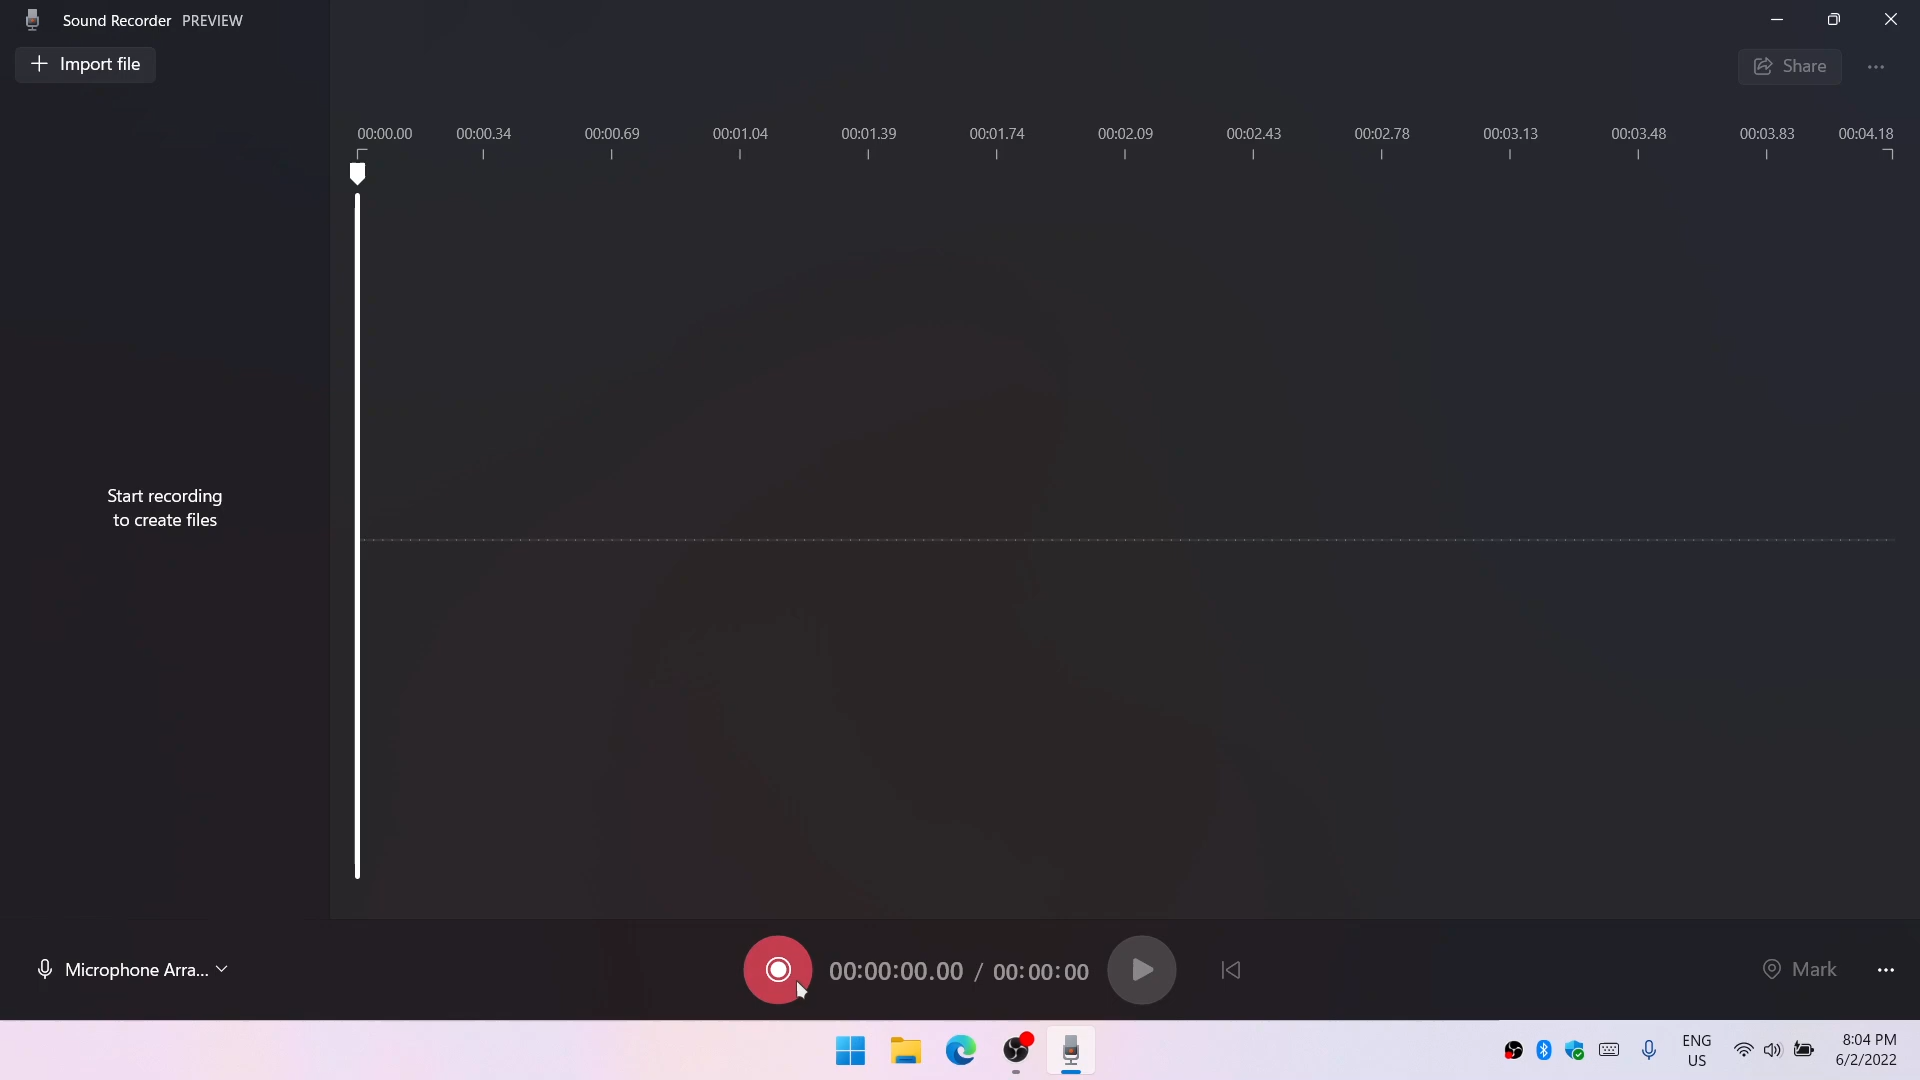 Sound Recorder PREVIEW
Import file
Share
00:00.00 00:00.34 00:00.69 00:01.04 00:01.39 00:01.74 00:02.09 00:02.43 00:02.78 00:03.13 00:03.48 00:03.83 00:04.18
Start recording
to create files
Microphone Arra...
00:00:00.00 / 00:00:00
Mark
ENG
US
8:04 PM
6/2/2022